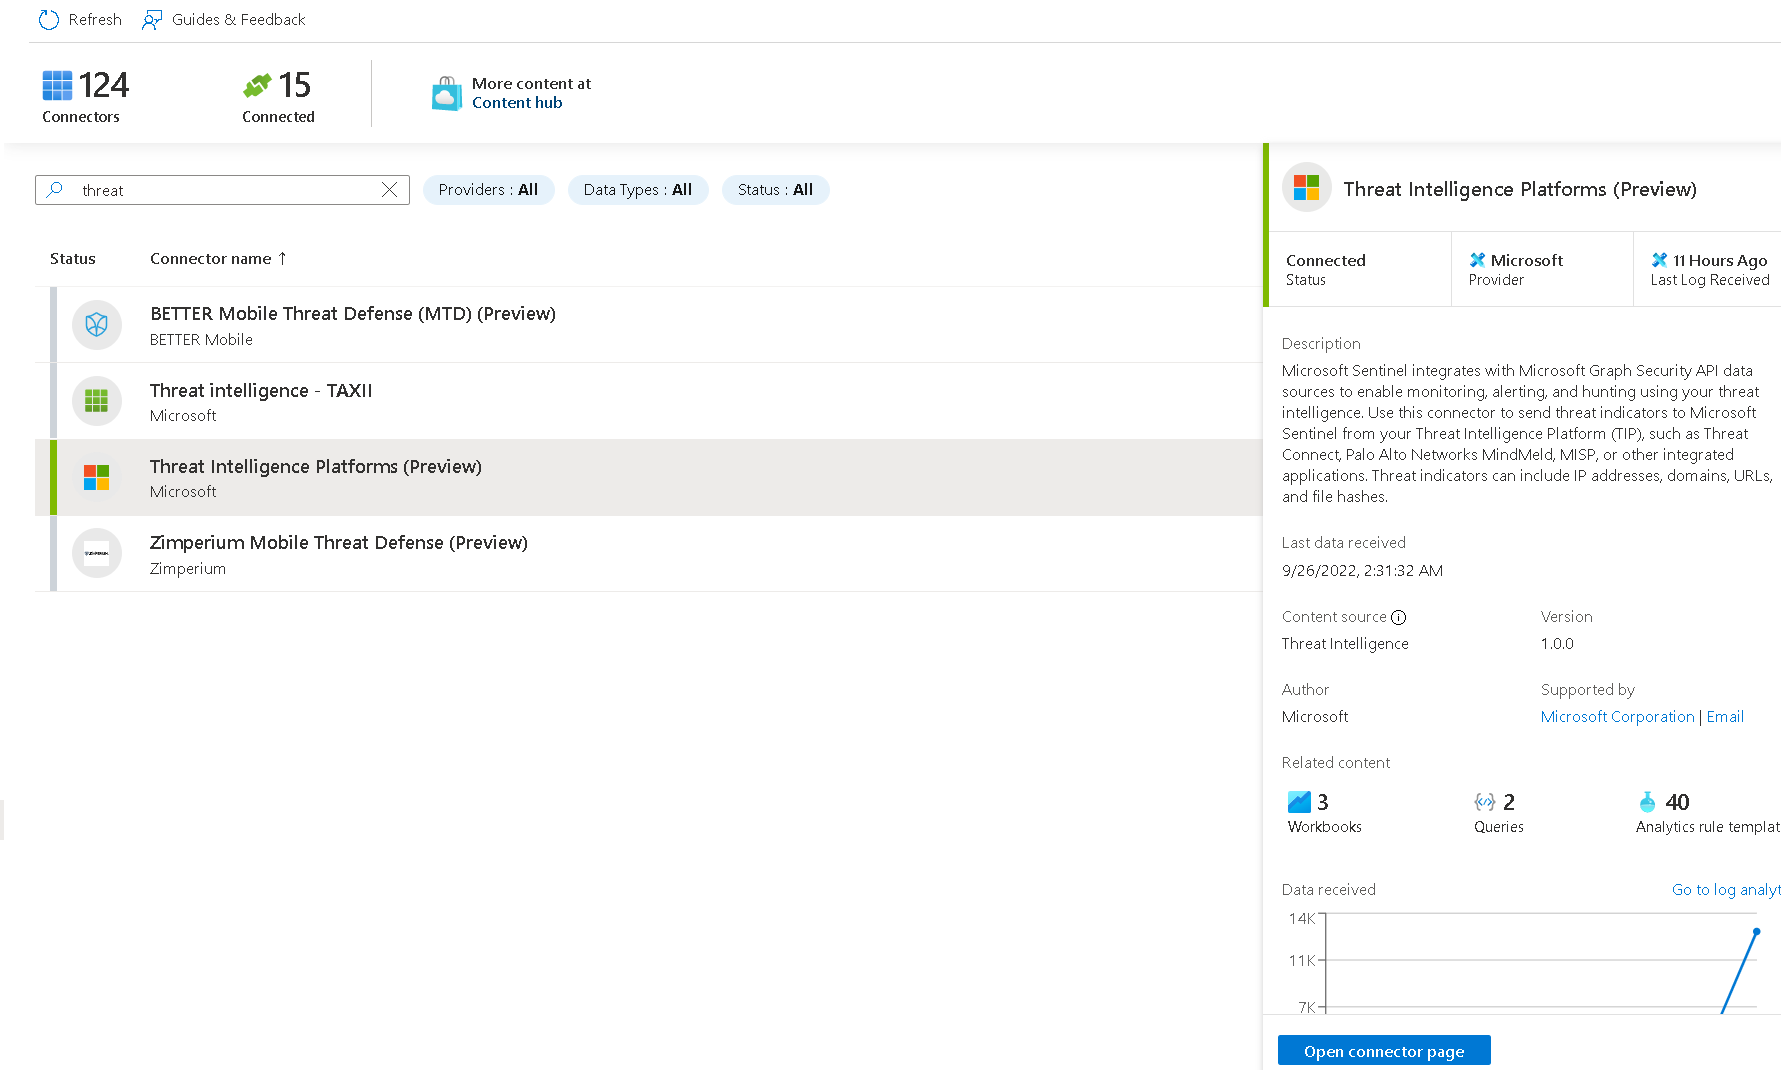 Refresh
Guides & Feedback
124
Connectors
15
Connected
More content at
Content hub
threat
Providers : All
Data Types : All
Status : All
Status
Connector name ↑
BETTER Mobile Threat Defense (MTD) (Preview)
BETTER Mobile
Threat intelligence - TAXII
Microsoft
Threat Intelligence Platforms (Preview)
Microsoft
Zimperium Mobile Threat Defense (Preview)
Zimperium
Threat Intelligence Platforms (Preview)
Connected
Status
Microsoft
Provider
11 Hours Ago
Last Log Received
Description
Microsoft Sentinel integrates with Microsoft Graph Security API data
sources to enable monitoring, alerting, and hunting using your threat
intelligence. Use this connector to send threat indicators to Microsoft
Sentinel from your Threat Intelligence Platform (TIP), such as Threat
Connect, Palo Alto Networks MindMeld, MISP, or other integrated
applications. Threat indicators can include IP addresses, domains, URLs,
and file hashes.
Last data received
9/26/2022, 2:31:32 AM
Content source
Threat Intelligence
Version
1.0.0
Author
Microsoft
Supported by
Microsoft Corporation | Email
Related content
3
Workbooks
2
Queries
40
Analytics rule templat
Data received
Go to log analyt
14K
11K
7K
Open connector page